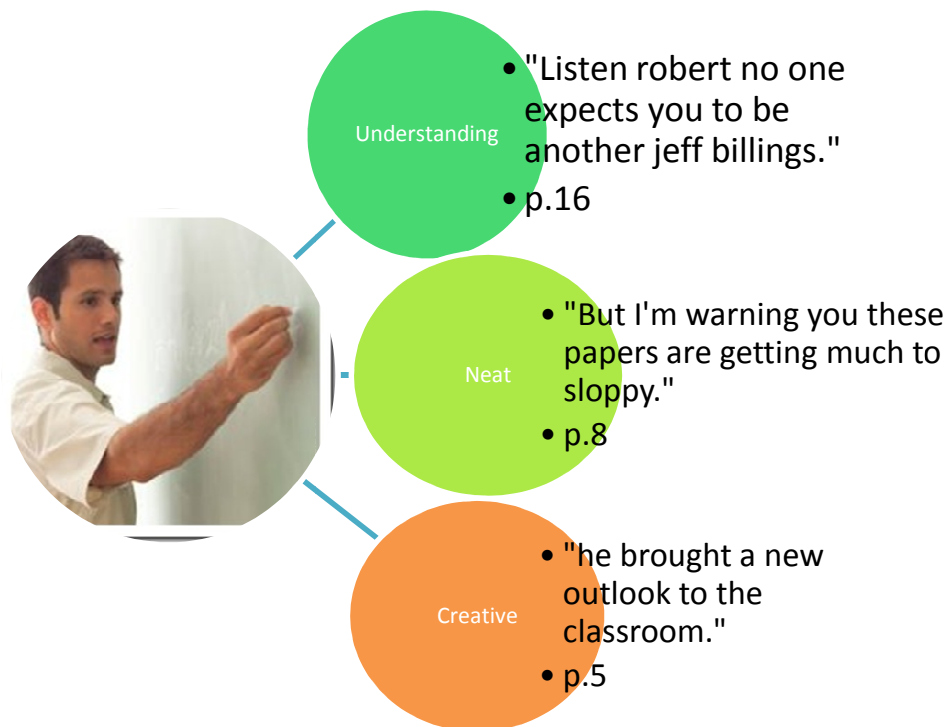 Understanding
• "Listen robert no one
expects you to be
another jeff billings."
• p.16
Neat
• "But I'm warning you these
papers are getting much to
sloppy."
• p.8
Creative
• "he brought a new
outlook to the
classroom."
• p.5